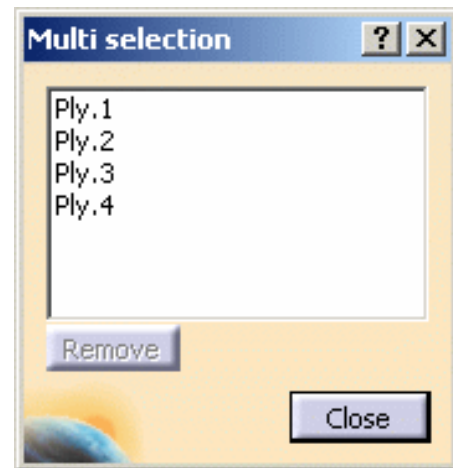 Multi selection ? X
Ply.1
Ply.2
Ply.3
Ply.4
Remove
Close